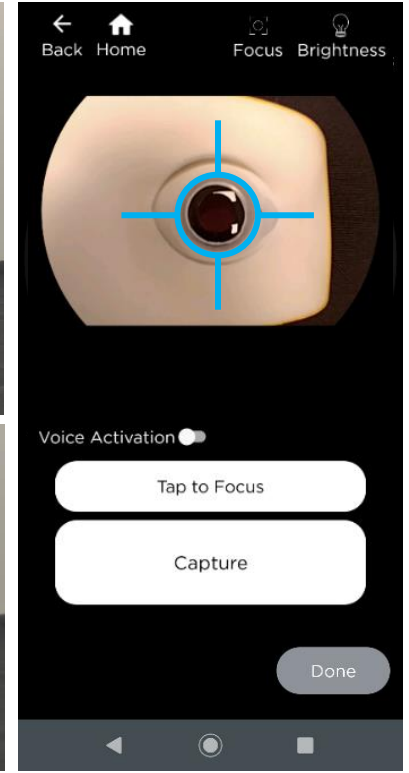 Back Home Focus Brightness
Voice Activation
Tap to Focus
Capture
Done